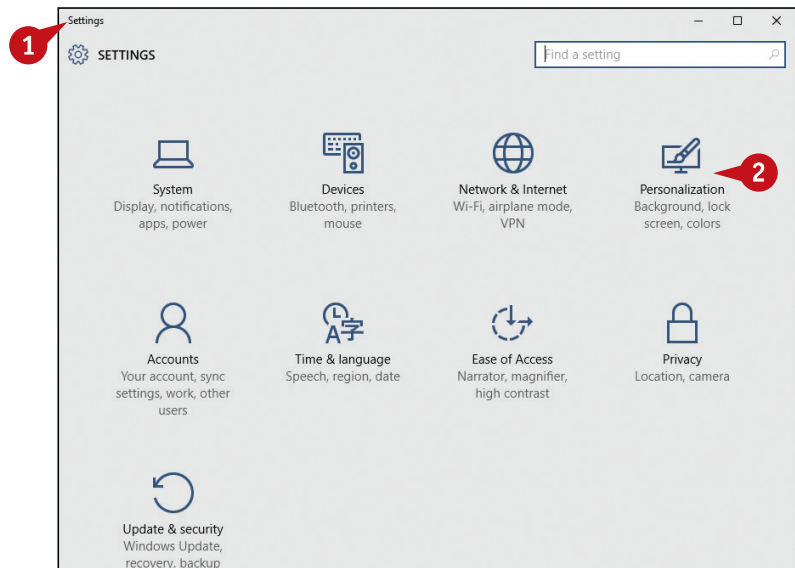 Settings
1
SETTINGS
Find a setting
2
System
Display, notifications,
apps, power
Devices
Bluetooth, printers,
mouse
Network & Internet
Wi-Fi, airplane mode,
VPN
Personalization
Background, lock
screen, colors
Accounts
Your account, sync
settings, work, other
users
Time & language
Speech, region, date
Ease of Access
Narrator, magnifier,
high contrast
Privacy
Location, camera
Update & security
Windows Update,
recovery, backup
A字